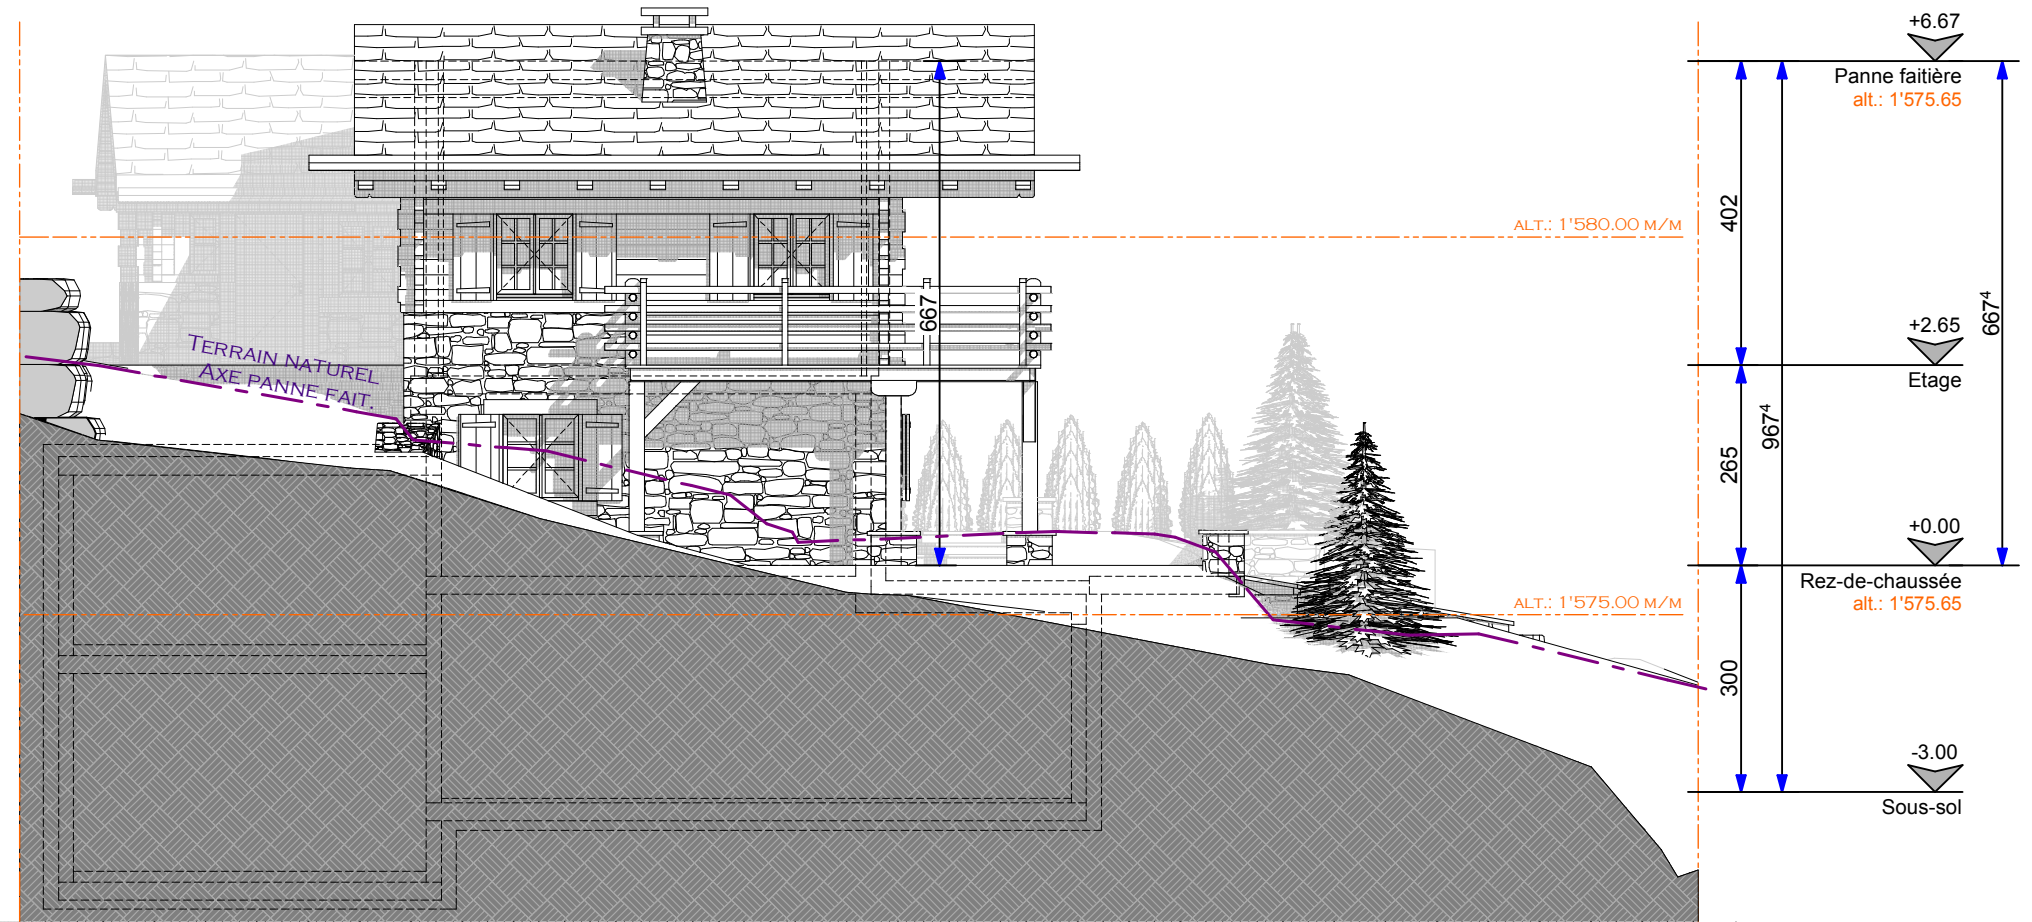 +6.67
Panne faitière
alt.: 1'575.65
ALT.: 1'580.00 M/M
402
667
667⁴
+2.65
Etage
TERRAIN NATUREL
AXE PANNE FAIT.
967⁴
265
+0.00
Rez-de-chaussée
alt.: 1'575.65
ALT.: 1'575.00 M/M
300
-3.00
Sous-sol